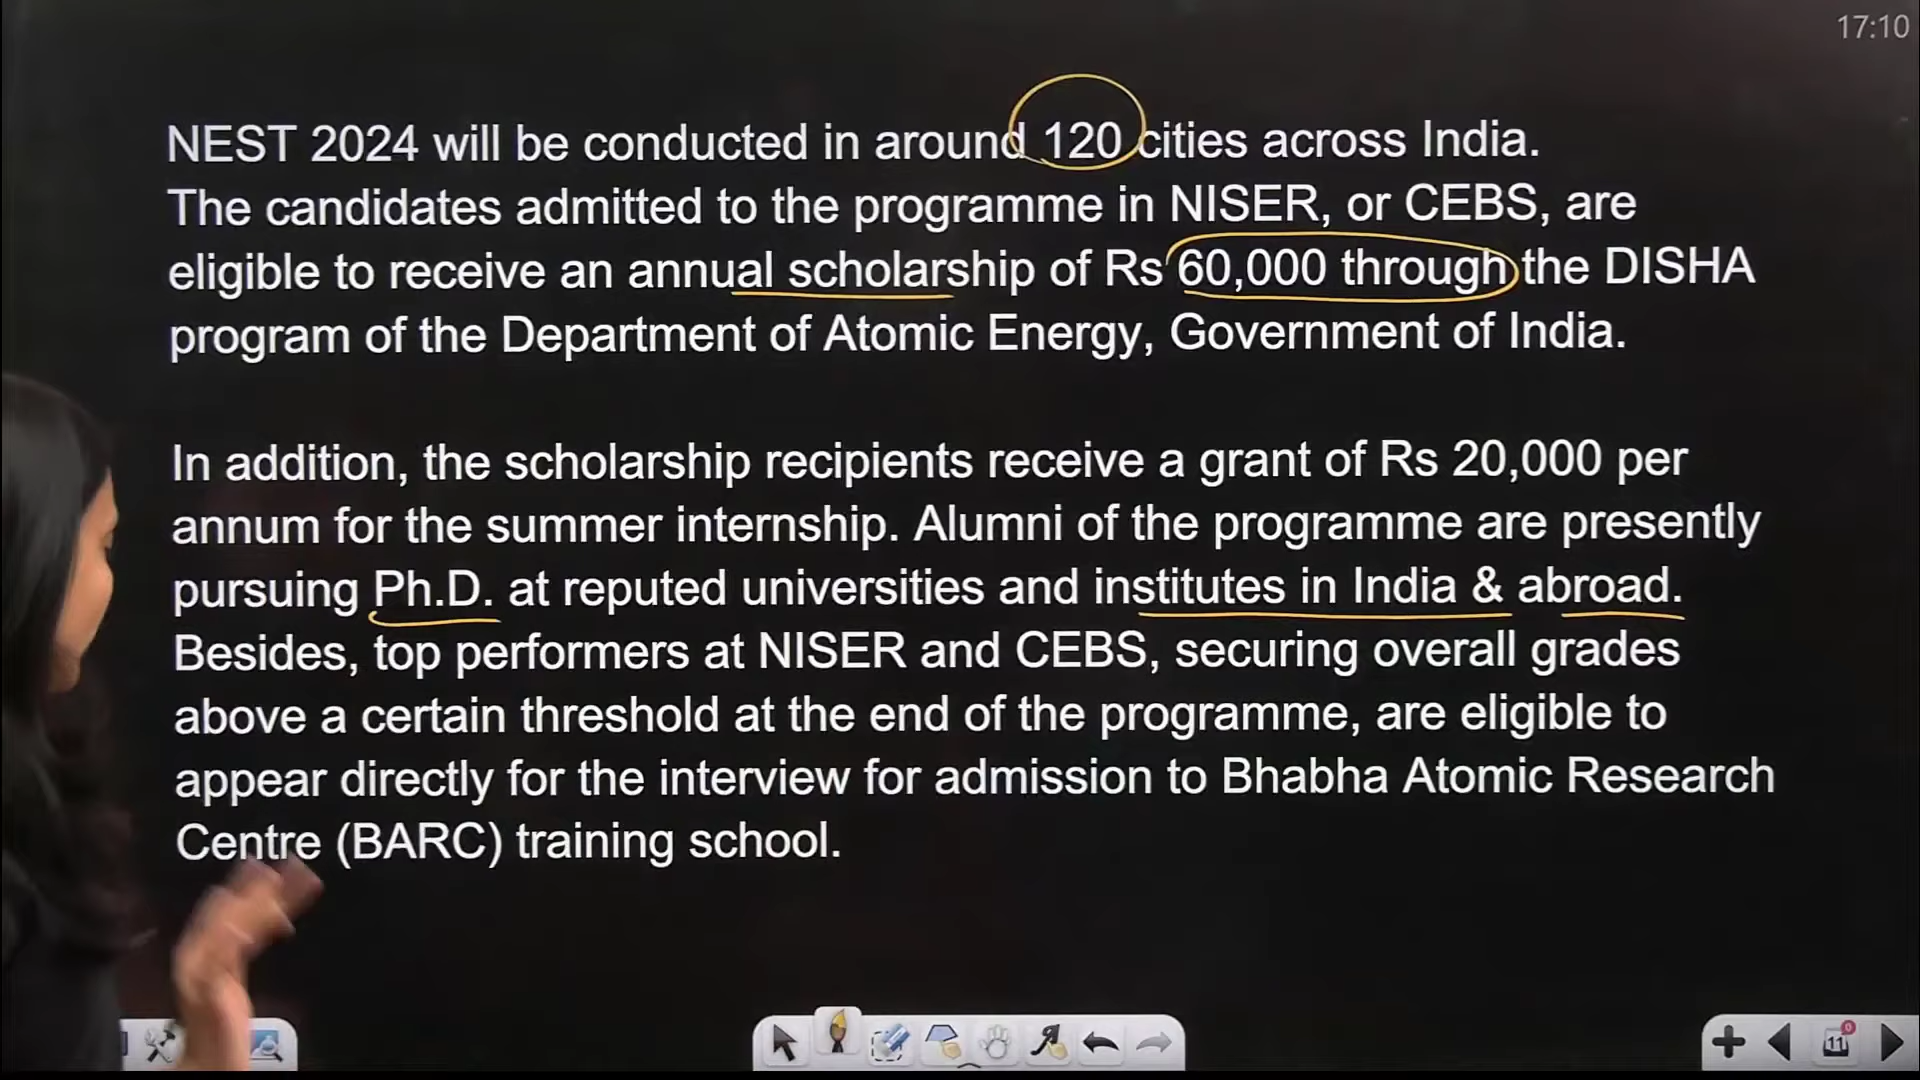 17:10
NEST 2024 will be conducted in around 120 cities across India.
The candidates admitted to the programme in NISER, or CEBS, are
eligible to receive an annual scholarship of Rs 60,000 through the DISHA
program of the Department of Atomic Energy, Government of India.
In addition, the scholarship recipients receive a grant of Rs 20,000 per
annum for the summer internship. Alumni of the programme are presently
pursuing Ph.D. at reputed universities and institutes in India & abroad.
Besides, top performers at NISER and CEBS, securing overall grades
above a certain threshold at the end of the programme, are eligible to
appear directly for the interview for admission to Bhabha Atomic Research
Centre (BARC) training school.
0
11